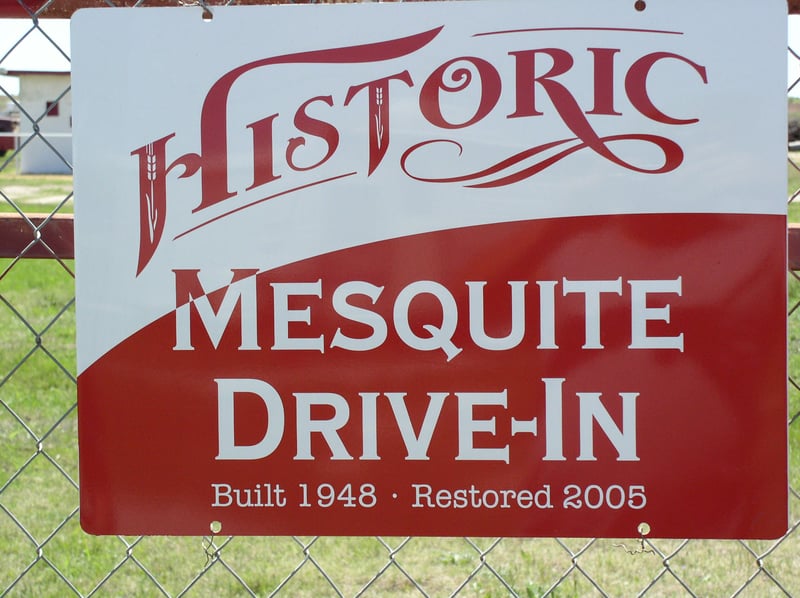 HISTORIC
MESQUITE
DRIVE-IN
Built 1948 · Restored 2005